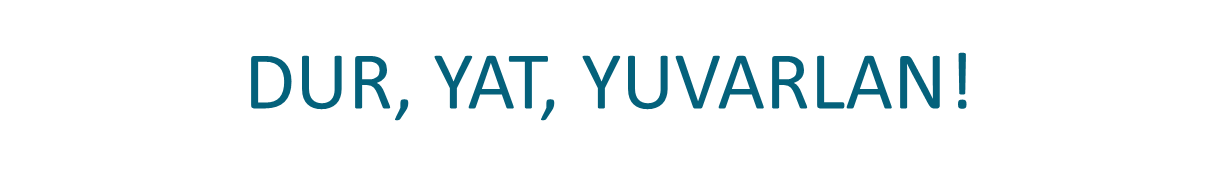 DUR, YAT, YUVARLAN!